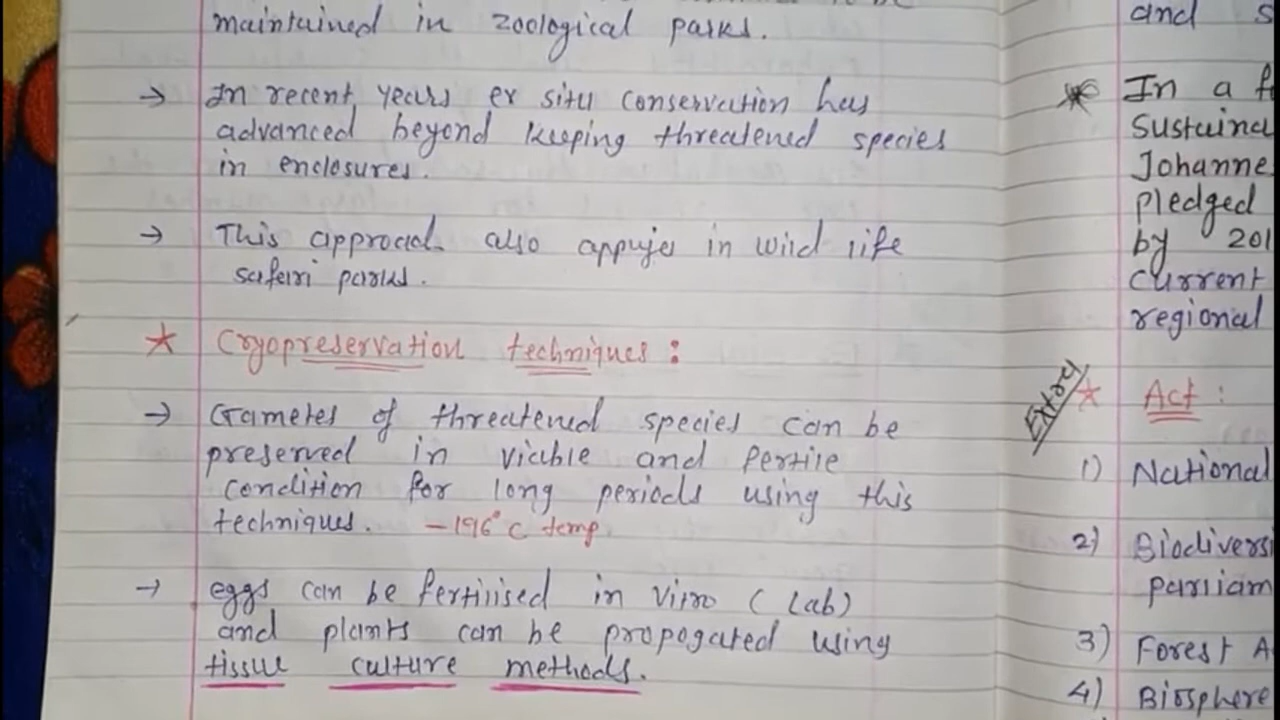 maintained in zoological parks.
→ In recent years ex situ conservation has
advanced beyond keeping threatened species
in enclosures.
→ This approach also applies in wild life
safari parks.
* Cryopreservation techniques :
→ Gametes of threatened species can be
preserved in viable and fertile
condition for long periods using this
techniques. -196°C temp.
→ eggs can be fertilised in vitro (Lab)
and plants can be propogated using
tissue culture methods.
and s
* In a f
Sustaina
Johanne
pledged
by 201
current
regional
Extra
* Act :
1) National
2) Biodiversi
parliam
3) Forest A
4) Biosphere